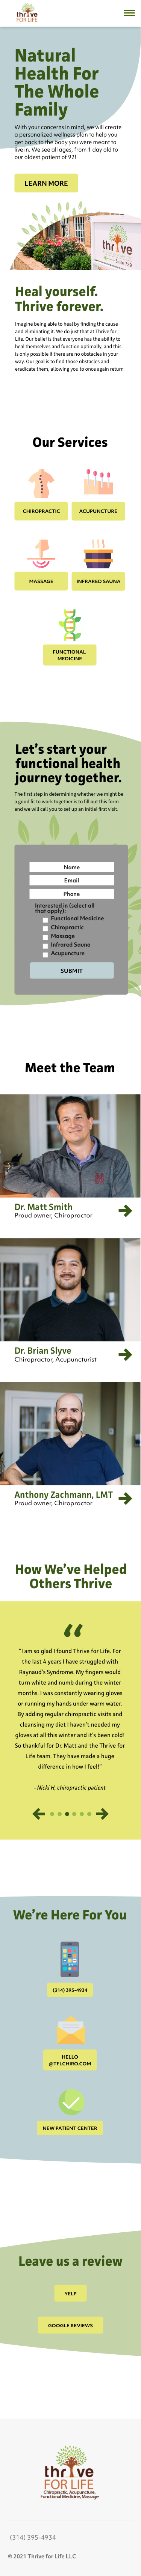 thrive
FOR LIFE
Natural
Health For
The Whole
Family
With your concerns in mind, we will create
a personalized wellness plan to help you
get back to the body you were meant to
live in. We see all ages, from 1 day old to
our oldest patient of 92!
LEARN MORE
thrive
FOR LIFE
Suite 725
Heal yourself.
Thrive forever.
Imagine being able to heal by finding the cause
and eliminating it. We do just that at Thrive for
Life. Our belief is that everyone has the ability to
heal themselves and function optimally, and this
is only possible if there are no obstacles in your
way. Our goal is to find those obstacles, and
eradicate them, allowing you to once again return
Our Services
CHIROPRACTIC
ACUPUNCTURE
MASSAGE
INFRARED SAUNA
FUNCTIONAL
MEDICINE
Let's start your
functional health
journey together.
The first step in determining whether we might be
a good fit to work together is to fill out this form
and we will call you to set up an initial first visit.
Name
Email
Phone
Interested in (select all
that apply):
Functional Medicine
Chiropractic
Massage
Infrared Sauna
Acupuncture
SUBMIT
Meet the Team
Dr. Matt Smith
Proud owner, Chiropractor
Dr. Brian Slyve
Chiropractor, Acupuncturist
Anthony Zachmann, LMT
Proud owner, Chiropractor
How We've Helped
Others Thrive
“
"I am so glad I found Thrive for Life. For
the last 4 years I have struggled with
Raynaud's Syndrome. My fingers would
turn white and numb during the winter
months. I was constantly wearing gloves
or running my hands under warm water.
By adding regular chiropractic visits and
cleansing my diet I haven't needed my
gloves at all this winter and it's been cold!
So thankful for Dr. Matt and the Thrive for
Life team. They have made a huge
difference in how I feel!"
- Nicki H, chiropractic patient
We're Here For You
(314) 395-4934
HELLO
@TFLCHIRO.COM
NEW PATIENT CENTER
Leave us a review
YELP
GOOGLE REVIEWS
thrive
FOR LIFE
Chiropractic, Acupuncture,
Functional Medicine, Massage
(314) 395-4934
© 2021 Thrive for Life LLC